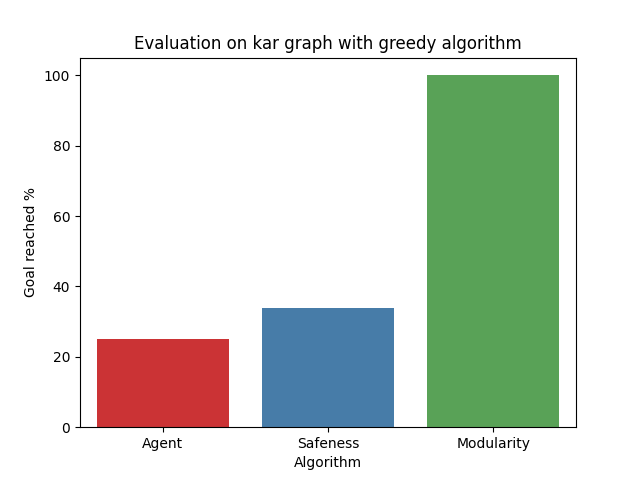 Evaluation on kar graph with greedy algorithm
100
80
60
40
20
0
Goal reached %
Agent
Safeness
Modularity
Algorithm